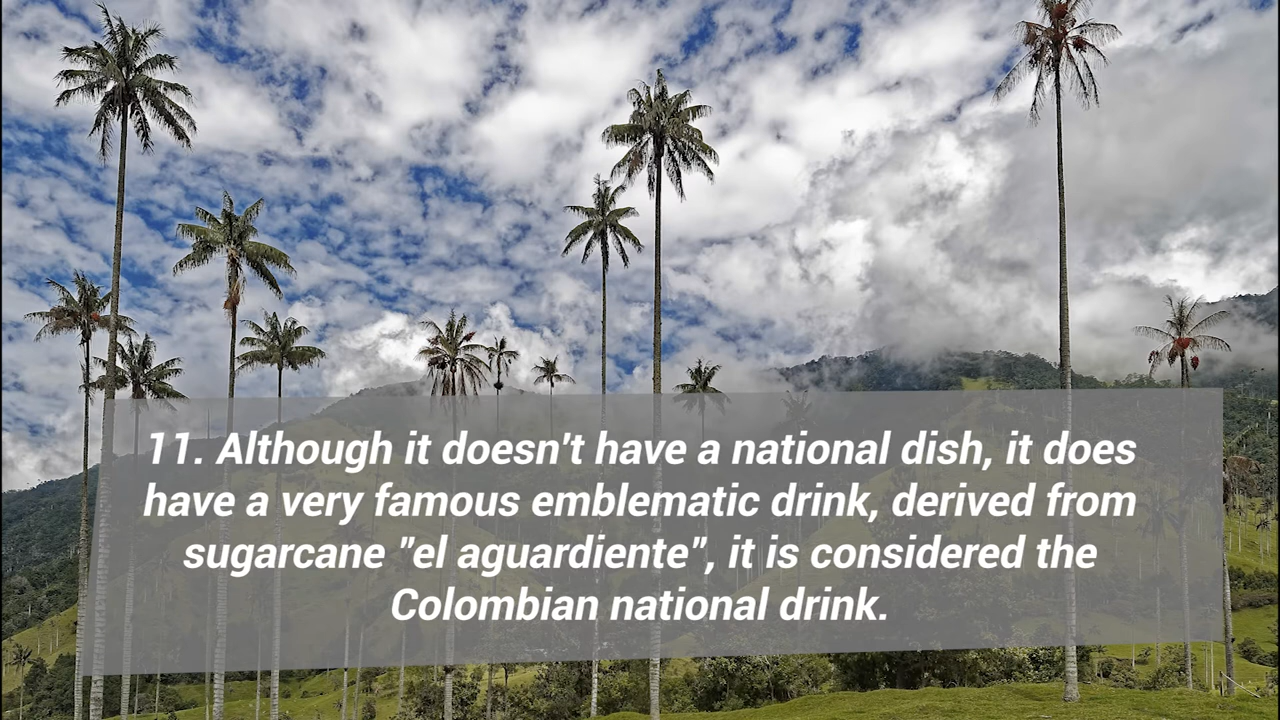 11. Although it doesn't have a national dish, it does
have a very famous emblematic drink, derived from
sugarcane "el aguardiente", it is considered the
Colombian national drink.